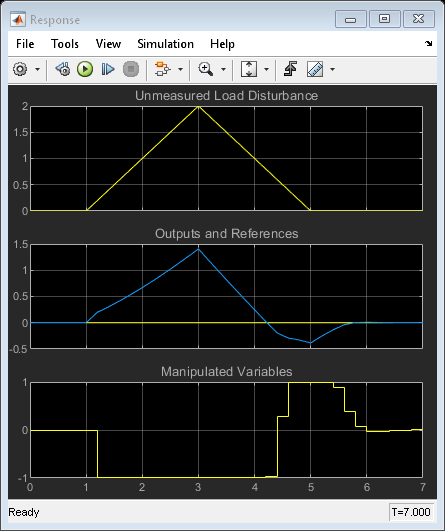 Response
File Tools View Simulation Help
Unmeasured Load Disturbance
2
1.5
1
0.5
0
Outputs and References
1.5
1
0.5
0
-0.5
Manipulated Variables
1
0
-1
0 1 2 3 4 5 6 7
Ready T=7.000